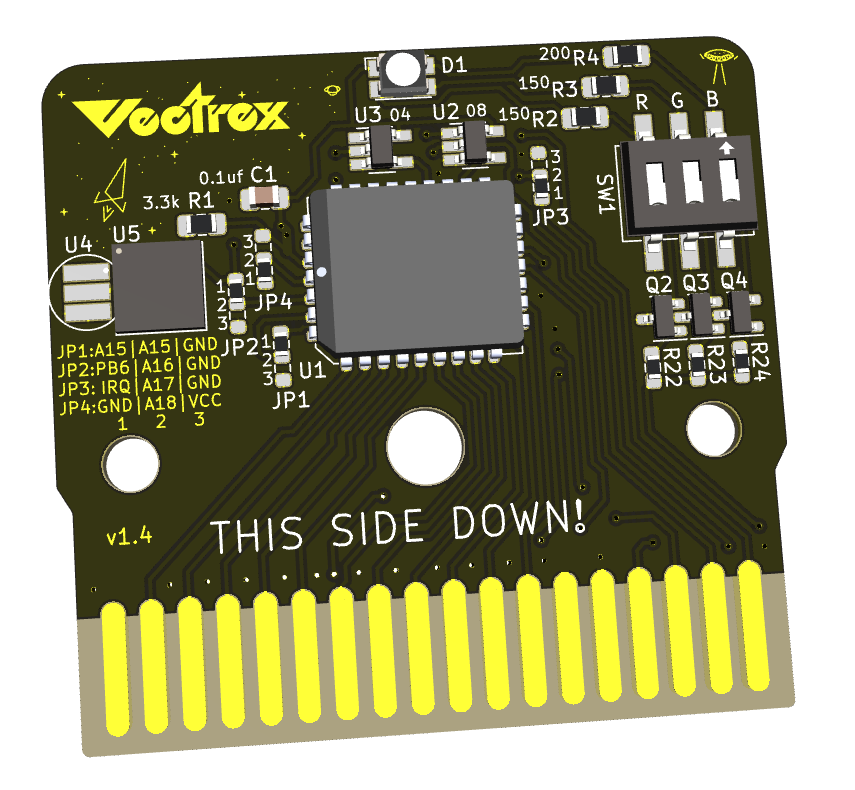 D1
200 R4
150 R3
150 R2
R G B
Vectrex
U3 04
U2 08
0.1uf C1
3.3k R1
3
2
1
JP3
SW1
U4 U5
3
2
1
JP4
1
2
3
JP2
Q2 Q3 Q4
1
2
3
JP1
U1
R22 R23 R24
JP1:A15|A15|GND
JP2:PB6|A16|GND
JP3: IRQ|A17|GND
JP4:GND|A18|VCC
1 2 3
v1.4
THIS SIDE DOWN!